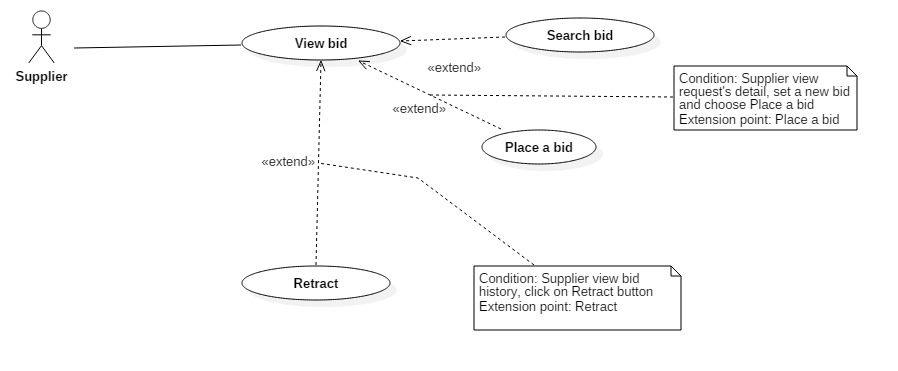 Supplier
View bid
Search bid
«extend»
Condition: Supplier view
request's detail, set a new bid
and choose Place a bid
Extension point: Place a bid
«extend»
Place a bid
«extend»
Retract
Condition: Supplier view bid
history, click on Retract button
Extension point: Retract